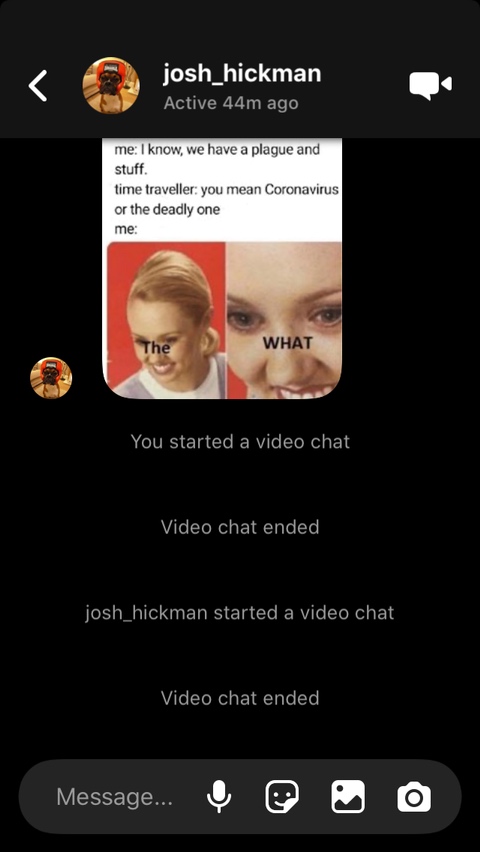 josh_hickman
Active 44m ago
me: I know, we have a plague and
stuff.
time traveller: you mean Coronavirus
or the deadly one
me:
The
WHAT
You started a video chat
Video chat ended
josh_hickman started a video chat
Video chat ended
Message...